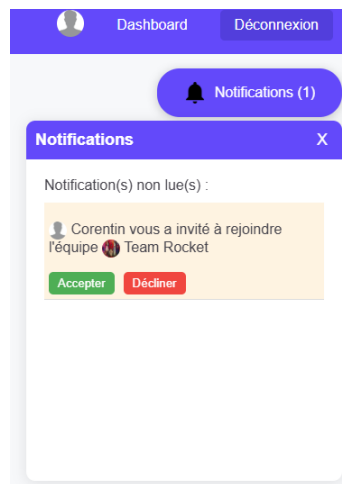 Dashboard Déconnexion
Notifications (1)
Notifications X
Notification(s) non lue(s) :
Corentin vous a invité à rejoindre
l'équipe Team Rocket
Accepter Décliner